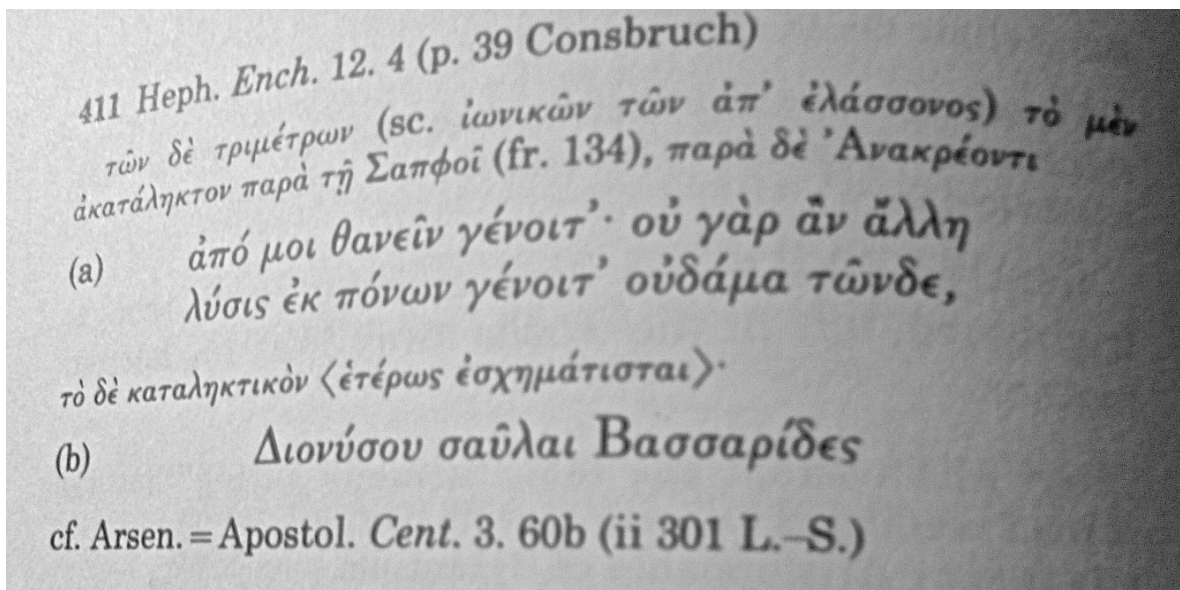 411 Heph. Ench. 12. 4 (p. 39 Consbruch)
τῶν δὲ τριμέτρων (sc. ἰωνικῶν τῶν ἀπ’ ἐλάσσονος) τὸ μὲν
ἀκατάληκτον παρὰ τῇ Σαπφοῖ (fr. 134), παρὰ δὲ ’Ανακρέοντι
(a) ἀπό μοι θανεῖν γένοιτ’· οὐ γὰρ ἂν ἄλλη
λύσις ἐκ πόνων γένοιτ’ οὐδάμα τῶνδε,
τὸ δὲ καταληκτικὸν ⟨ἑτέρως ἐσχημάτισται⟩·
(b) Διονύσου σαῦλαι Βασσαρίδες
cf. Arsen. = Apostol. Cent. 3. 60b (ii 301 L.–S.)